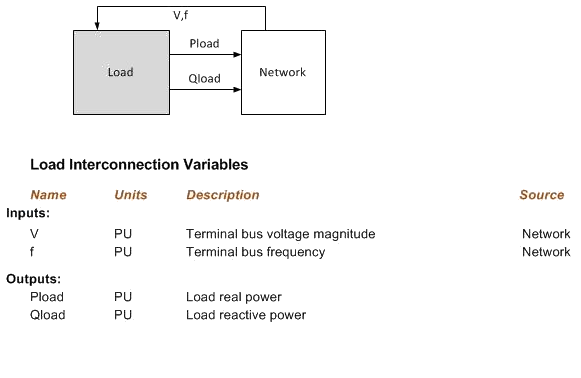 V,f
Pload
Load
Network
Qload
Load Interconnection Variables
Name Units Description Source
Inputs:
V PU Terminal bus voltage magnitude Network
f PU Terminal bus frequency Network
Outputs:
Pload PU Load real power
Qload PU Load reactive power